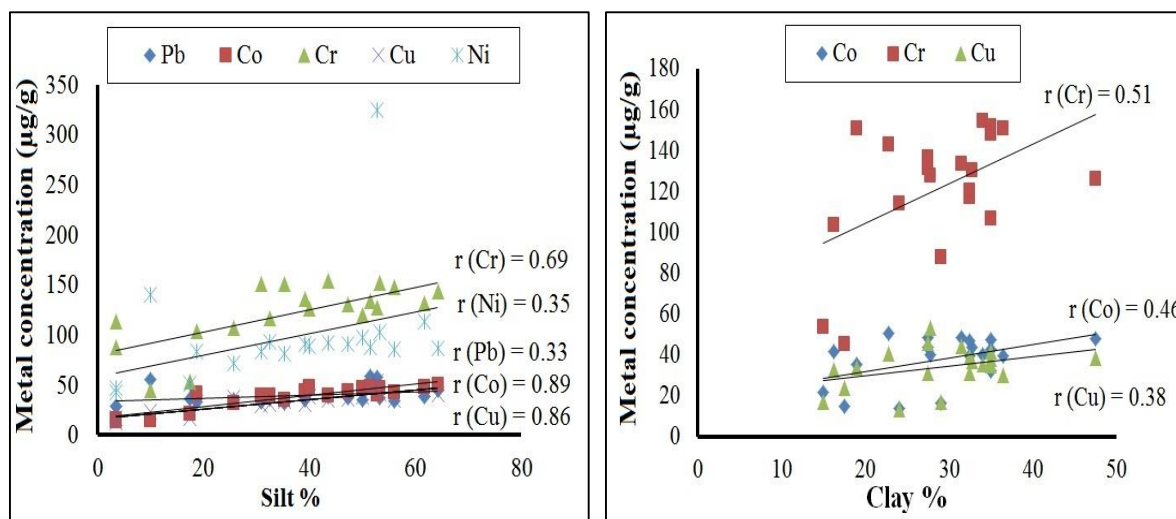 Pb Co Cr Cu Ni
Metal concentration (µg/g)
350
300
250
200
150
100
50
0
r (Cr) = 0.69
r (Ni) = 0.35
r (Pb) = 0.33
r (Co) = 0.89
r (Cu) = 0.86
0 20 40 60 80
Silt %
Co Cr Cu
Metal concentration (µg/g)
180
160
140
120
100
80
60
40
20
0
r (Cr) = 0.51
r (Co) = 0.46
r (Cu) = 0.38
0 10 20 30 40 50
Clay %